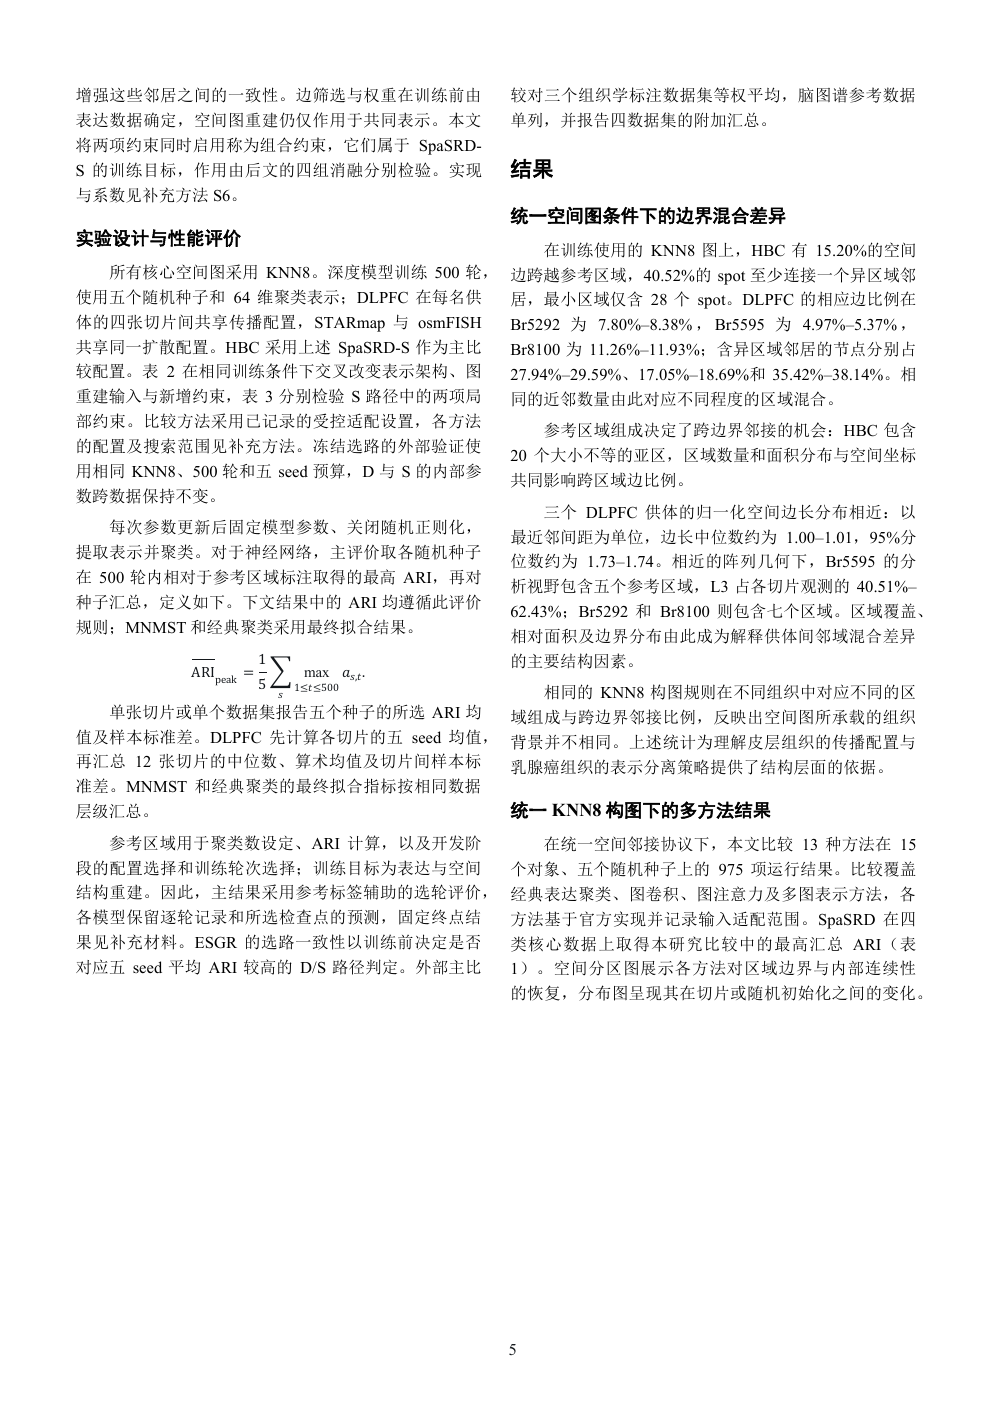 增强这些邻居之间的一致性。边筛选与权重在训练前由
表达数据确定，空间图重建仍仅作用于共同表示。本文
将两项约束同时启用称为组合约束，它们属于 SpaSRD-
S 的训练目标，作用由后文的四组消融分别检验。实现
与系数见补充方法 S6。
实验设计与性能评价
所有核心空间图采用 KNN8。深度模型训练 500 轮，
使用五个随机种子和 64 维聚类表示；DLPFC 在每名供
体的四张切片间共享传播配置，STARmap 与 osmFISH
共享同一扩散配置。HBC 采用上述 SpaSRD-S 作为主比
较配置。表 2 在相同训练条件下交叉改变表示架构、图
重建输入与新增约束，表 3 分别检验 S 路径中的两项局
部约束。比较方法采用已记录的受控适配设置，各方法
的配置及搜索范围见补充方法。冻结选路的外部验证使
用相同 KNN8、500 轮和五 seed 预算，D 与 S 的内部参
数跨数据保持不变。
每次参数更新后固定模型参数、关闭随机正则化，
提取表示并聚类。对于神经网络，主评价取各随机种子
在 500 轮内相对于参考区域标注取得的最高 ARI，再对
种子汇总，定义如下。下文结果中的 ARI 均遵循此评价
规则；MNMST 和经典聚类采用最终拟合结果。
$\overline{\mathrm{ARI}}_{\mathrm{peak}} = \frac{1}{5}\sum_{s}\max_{1\leq t\leq 500} a_{s,t}.$
单张切片或单个数据集报告五个种子的所选 ARI 均
值及样本标准差。DLPFC 先计算各切片的五 seed 均值，
再汇总 12 张切片的中位数、算术均值及切片间样本标
准差。MNMST 和经典聚类的最终拟合指标按相同数据
层级汇总。
参考区域用于聚类数设定、ARI 计算，以及开发阶
段的配置选择和训练轮次选择；训练目标为表达与空间
结构重建。因此，主结果采用参考标签辅助的选轮评价，
各模型保留逐轮记录和所选检查点的预测，固定终点结
果见补充材料。ESGR 的选路一致性以训练前决定是否
对应五 seed 平均 ARI 较高的 D/S 路径判定。外部主比
较对三个组织学标注数据集等权平均，脑图谱参考数据
单列，并报告四数据集的附加汇总。
结果
统一空间图条件下的边界混合差异
在训练使用的 KNN8 图上，HBC 有 15.20%的空间
边跨越参考区域，40.52%的 spot 至少连接一个异区域邻
居，最小区域仅含 28 个 spot。DLPFC 的相应边比例在
Br5292 为 7.80%–8.38%，Br5595 为 4.97%–5.37%，
Br8100 为 11.26%–11.93%；含异区域邻居的节点分别占
27.94%–29.59%、17.05%–18.69%和 35.42%–38.14%。相
同的近邻数量由此对应不同程度的区域混合。
参考区域组成决定了跨边界邻接的机会：HBC 包含
20 个大小不等的亚区，区域数量和面积分布与空间坐标
共同影响跨区域边比例。
三个 DLPFC 供体的归一化空间边长分布相近：以
最近邻间距为单位，边长中位数约为 1.00–1.01，95%分
位数约为 1.73–1.74。相近的阵列几何下，Br5595 的分
析视野包含五个参考区域，L3 占各切片观测的 40.51%–
62.43%；Br5292 和 Br8100 则包含七个区域。区域覆盖、
相对面积及边界分布由此成为解释供体间邻域混合差异
的主要结构因素。
相同的 KNN8 构图规则在不同组织中对应不同的区
域组成与跨边界邻接比例，反映出空间图所承载的组织
背景并不相同。上述统计为理解皮层组织的传播配置与
乳腺癌组织的表示分离策略提供了结构层面的依据。
统一 KNN8 构图下的多方法结果
在统一空间邻接协议下，本文比较 13 种方法在 15
个对象、五个随机种子上的 975 项运行结果。比较覆盖
经典表达聚类、图卷积、图注意力及多图表示方法，各
方法基于官方实现并记录输入适配范围。SpaSRD 在四
类核心数据上取得本研究比较中的最高汇总 ARI（表
1）。空间分区图展示各方法对区域边界与内部连续性
的恢复，分布图呈现其在切片或随机初始化之间的变化。
5